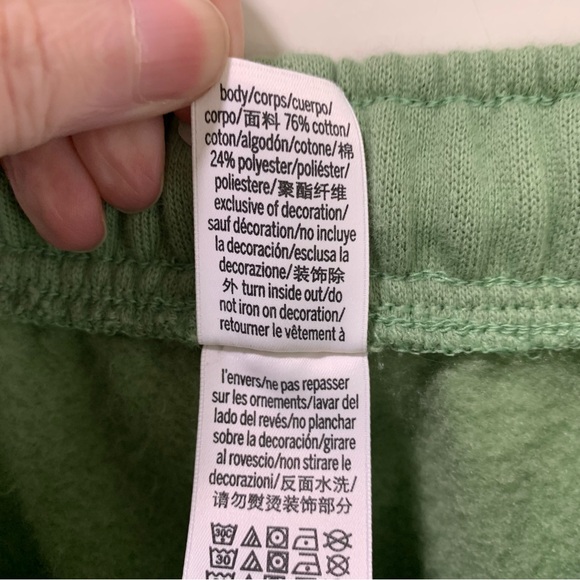 body/corps/cuerpo/
corpo/面料 76% cotton/
coton/algodón/cotone/棉
24% polyester/poliéster/
poliestere/聚酯纤维
exclusive of decoration/
sauf décoration/no incluye
la decoración/esclusa la
decorazione/装饰除
外 turn inside out/do
not iron on decoration/
retourner le vêtement à
l'envers/ne pas repasser
sur les ornements/lavar del
lado del revés/no planchar
sobre la decoración/girare
al rovescio/non stirare le
decorazioni/反面水洗/
请勿熨烫装饰部分
30C
30